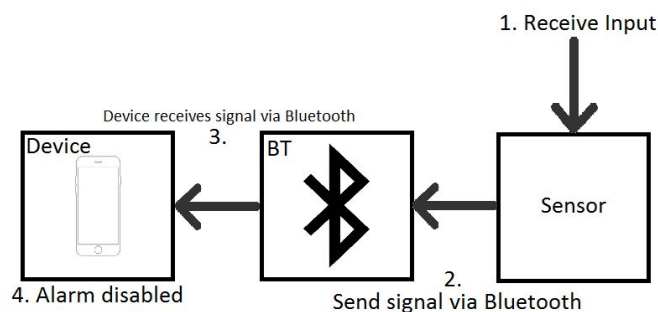 1. Receive Input
Device receives signal via Bluetooth
3.
Device
BT
Sensor
2.
4. Alarm disabled
Send signal via Bluetooth